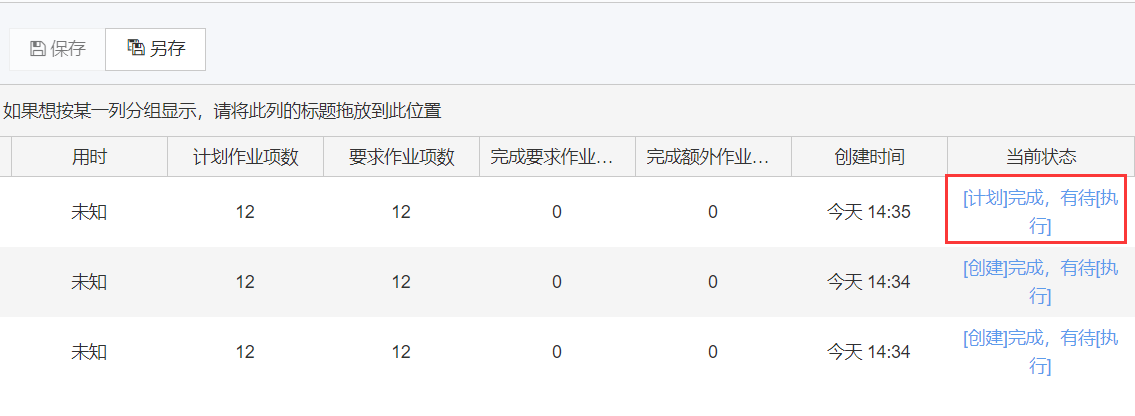 保存 另存
如果想按某一列分组显示，请将此列的标题拖放到此位置
用时 计划作业项数 要求作业项数 完成要求作业... 完成额外作业... 创建时间 当前状态
未知 12 12 0 0 今天 14:35 [计划]完成，有待[执
行]
未知 12 12 0 0 今天 14:34 [创建]完成，有待[执
行]
未知 12 12 0 0 今天 14:34 [创建]完成，有待[执
行]